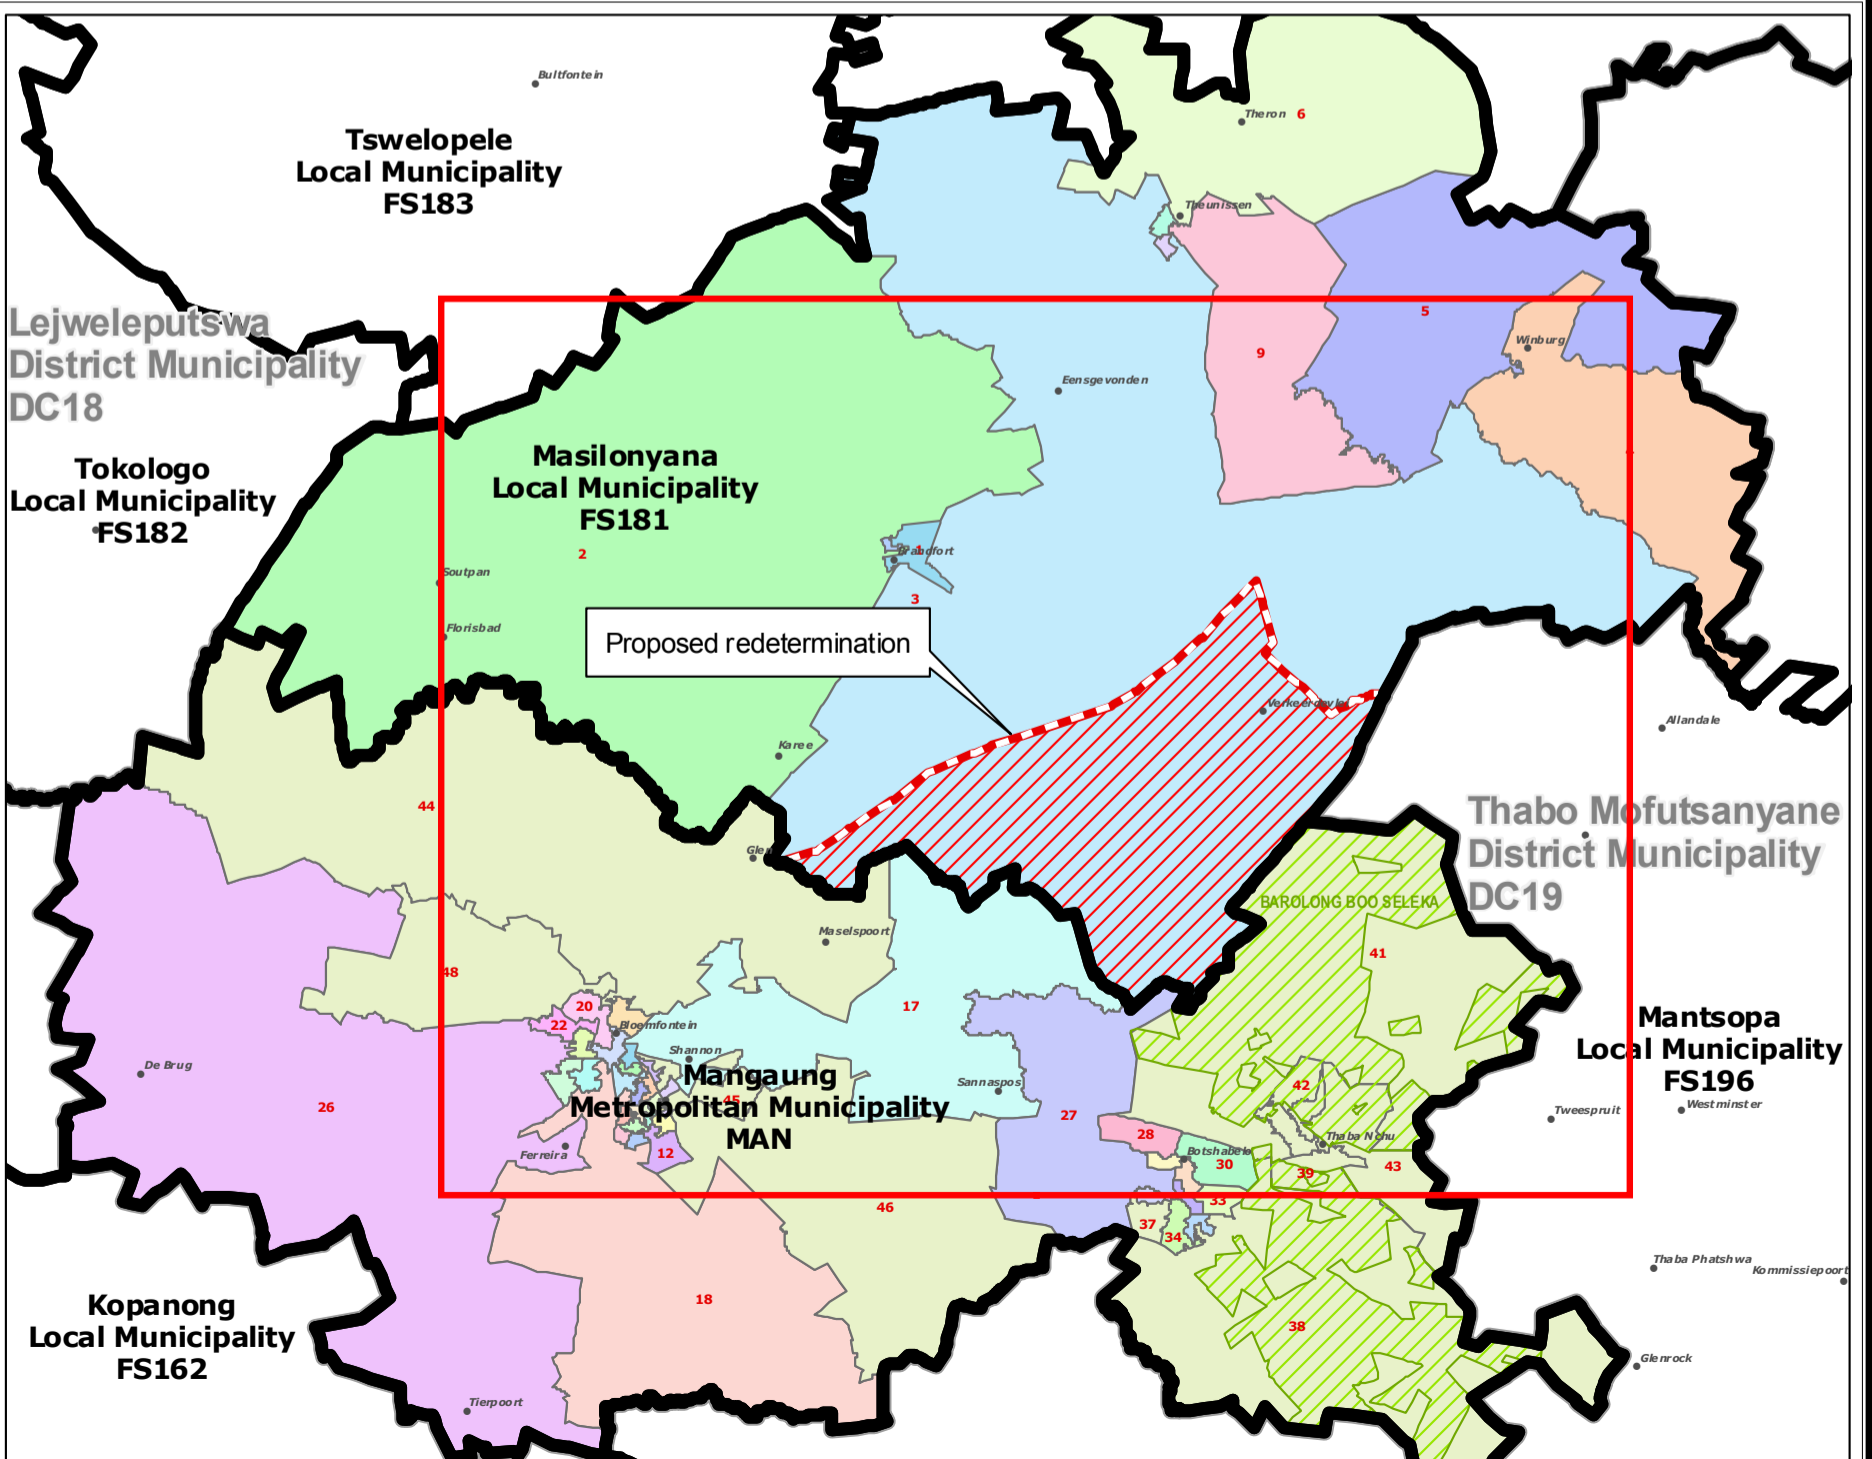 Bultfontein
Tswelopele
Local Municipality
FS183
Theron
6
Theunissen
Lejweleputswa
District Municipality
DC18
5
Winburg
9
Eensgevonden
Tokologo
Local Municipality
FS182
Masilonyana
Local Municipality
FS181
2
1
Brandfort
3
Soutpan
Florisbad
Proposed redetermination
Allandale
Karee
44
Glen
Thabo Mofutsanyane
District Municipality
DC19
BAROLONG BOO SELEKA
41
Maselspoort
48
17
20
22
Bloemfontein
Shannon
De Brug
26
Mangaung
Metropolitan Municipality
MAN
45
Sannaspos
27
42
Mantsopa
Local Municipality
FS196
Westminster
Tweespruit
28
Botshabelo
30
Thaba Nchu
39
43
12
Ferreira
33
46
37
34
18
38
Thaba Phatshwa
Kommissiepoort
Kopanong
Local Municipality
FS162
Glenrock
Tierpoort